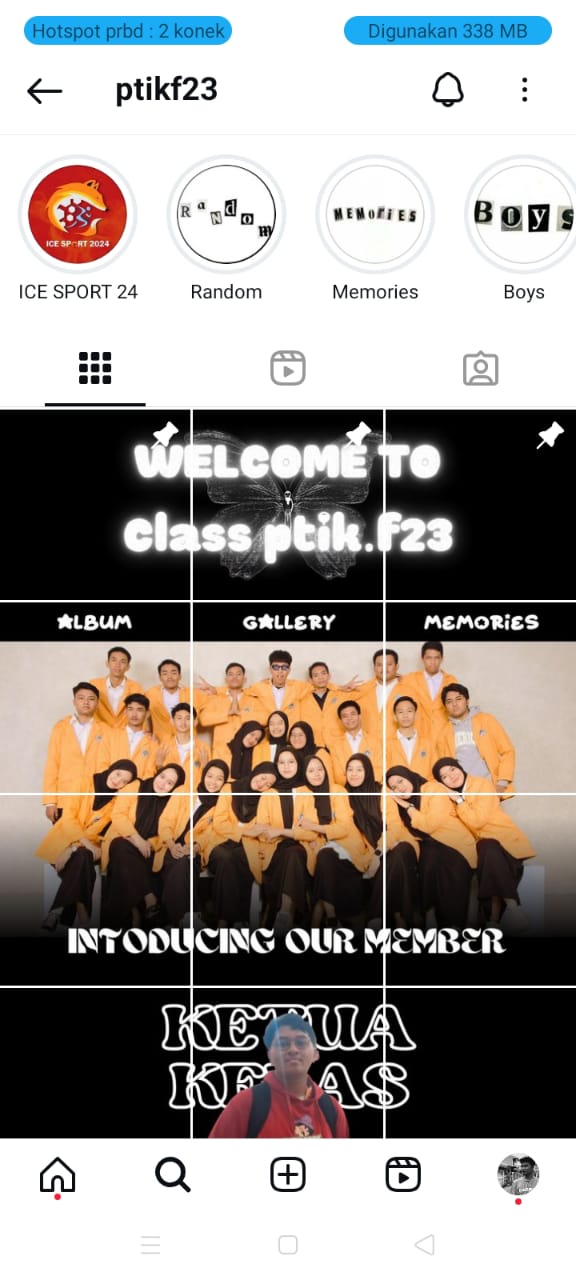 Hotspot prbd : 2 konek
Digunakan 338 MB
ptikf23
ICE SPORT 2024
RaNdom
MEMoriES
Boys
ICE SPORT 24
Random
Memories
Boys
WELCOME TO
class ptik.f23
ALBUM
GALLERY
MEMORiES
INTODUCING OUR MEMBER
KETUA
KELAS